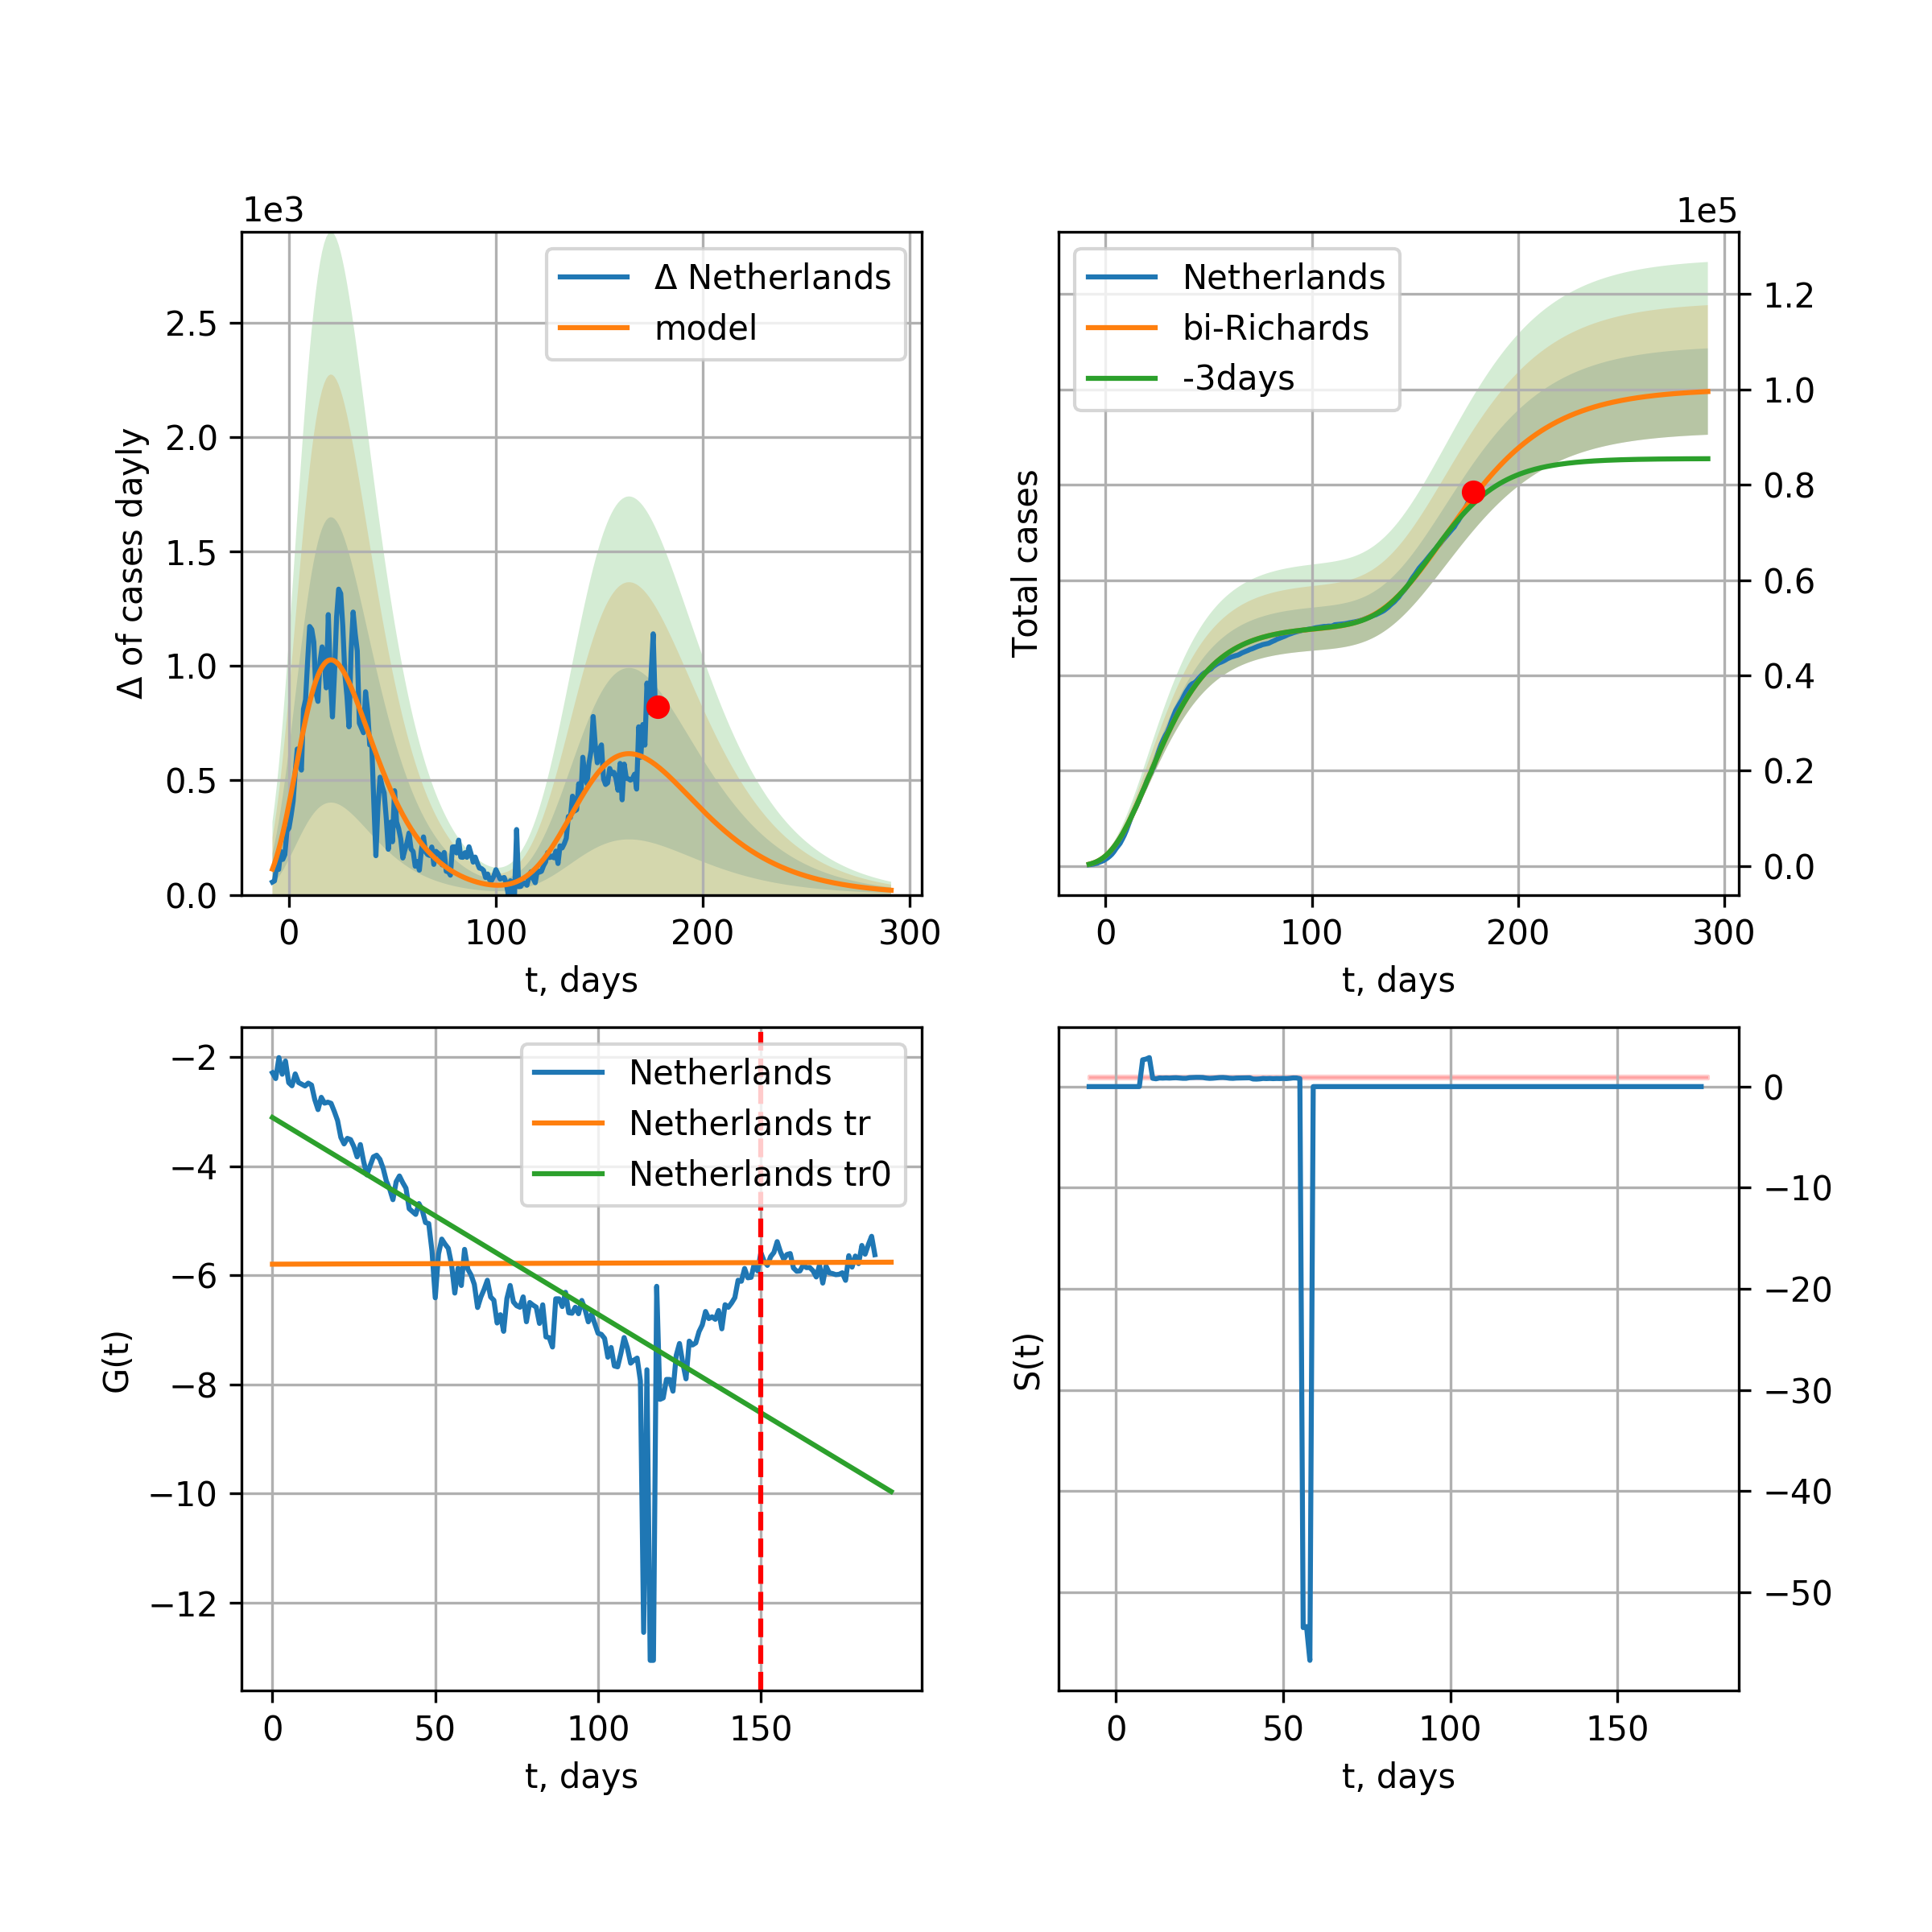 1e3
Δ of cases dayly
2.5
2.0
1.5
1.0
0.5
0.0
Δ Netherlands
model
0
100
200
300
t, days
1e5
Total cases
Netherlands
bi-Richards
-3days
1.2
1.0
0.8
0.6
0.4
0.2
0.0
0
100
200
300
t, days
G(t)
−2
−4
−6
−8
−10
−12
Netherlands
Netherlands tr
Netherlands tr0
0
50
100
150
t, days
S(t)
0
−10
−20
−30
−40
−50
0
50
100
150
t, days